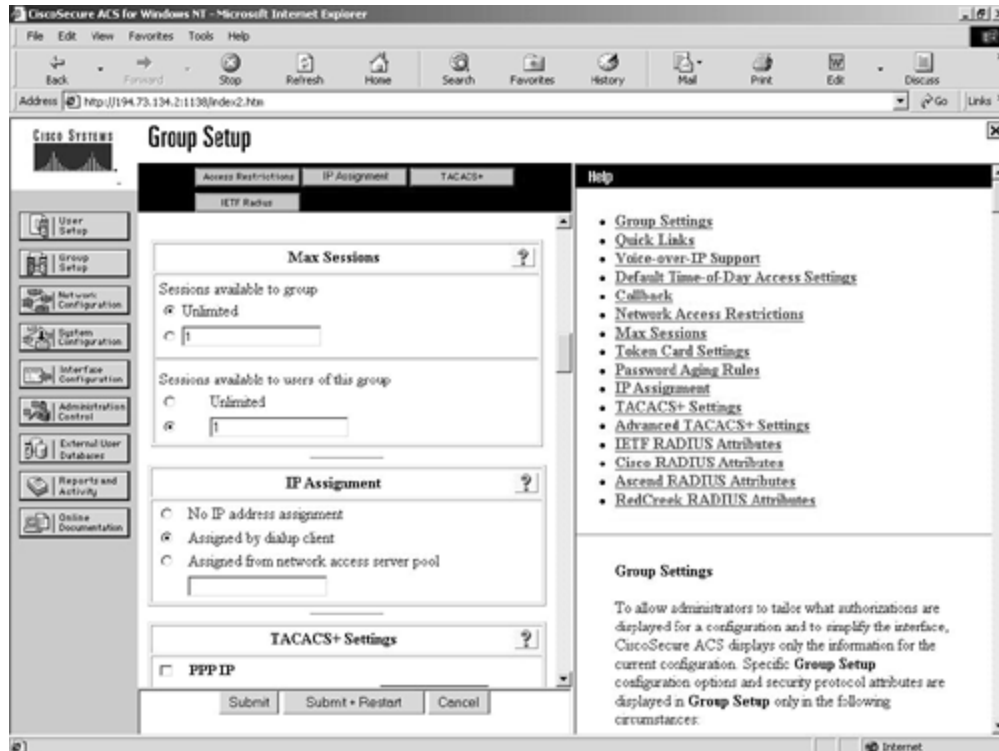 CiscoSecure ACS for Windows NT - Microsoft Internet Explorer
File Edit View Favorites Tools Help
Back Forward Stop Refresh Home Search Favorites History Mail Print Edit Discuss
Address http://194.73.134.2:1138/index2.htm Go Links
CISCO SYSTEMS
Group Setup
Access Restrictions IP Assignment TACACS+
IETF Radius
User Setup
Group Setup
Network Configuration
System Configuration
Interface Configuration
Administration Control
External User Databases
Reports and Activity
Online Documentation
Max Sessions ?
Sessions available to group
Unlimited
1
Sessions available to users of this group
Unlimited
1
IP Assignment ?
No IP address assignment
Assigned by dialup client
Assigned from network access server pool
TACACS+ Settings ?
PPP IP
Submit Submit + Restart Cancel
Help
Group Settings
Quick Links
Voice-over-IP Support
Default Time-of-Day Access Settings
Callback
Network Access Restrictions
Max Sessions
Token Card Settings
Password Aging Rules
IP Assignment
TACACS+ Settings
Advanced TACACS+ Settings
IETF RADIUS Attributes
Cisco RADIUS Attributes
Ascend RADIUS Attributes
RedCreek RADIUS Attributes
Group Settings
To allow administrators to tailor what authorizations are
displayed for a configuration and to simplify the interface,
CiscoSecure ACS displays only the information for the
current configuration. Specific Group Setup
configuration options and security protocol attributes are
displayed in Group Setup only in the following
circumstances:
Internet